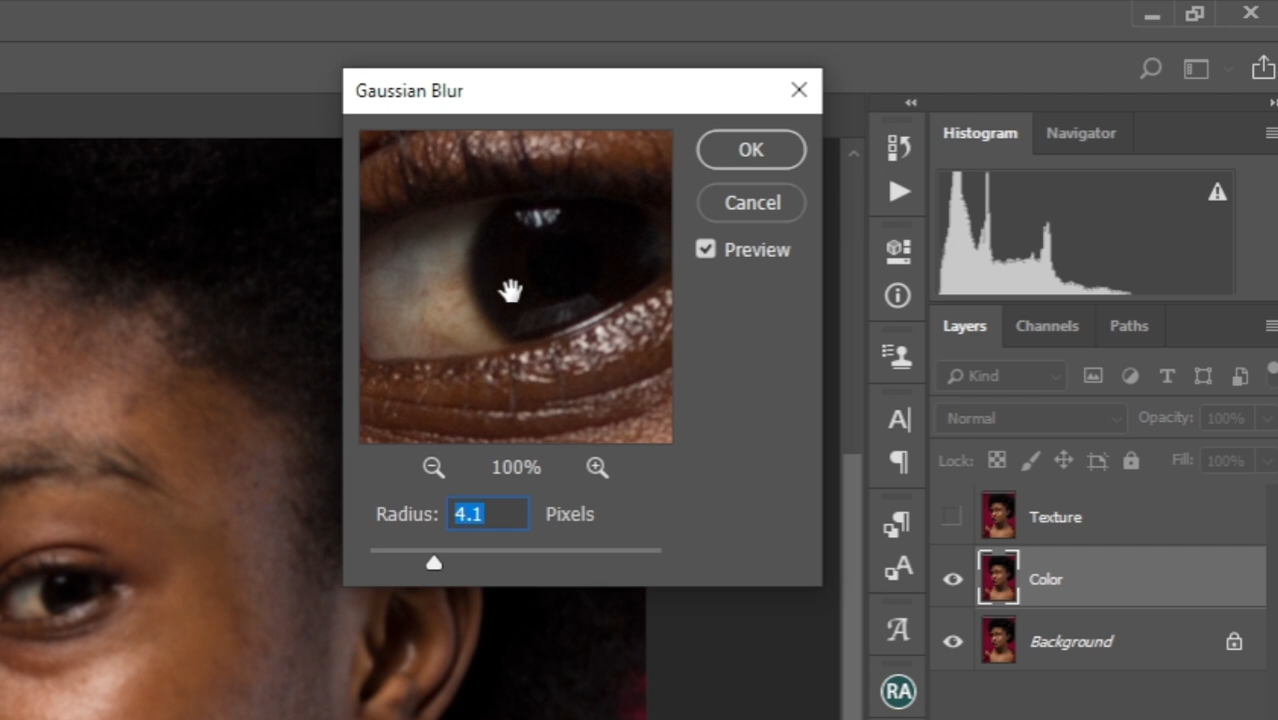 Gaussian Blur
OK
Cancel
Preview
100%
Radius: 4.1 Pixels
Histogram Navigator
Layers Channels Paths
Kind
Normal Opacity: 100%
Lock: Fill: 100%
Texture
Color
Background
RA